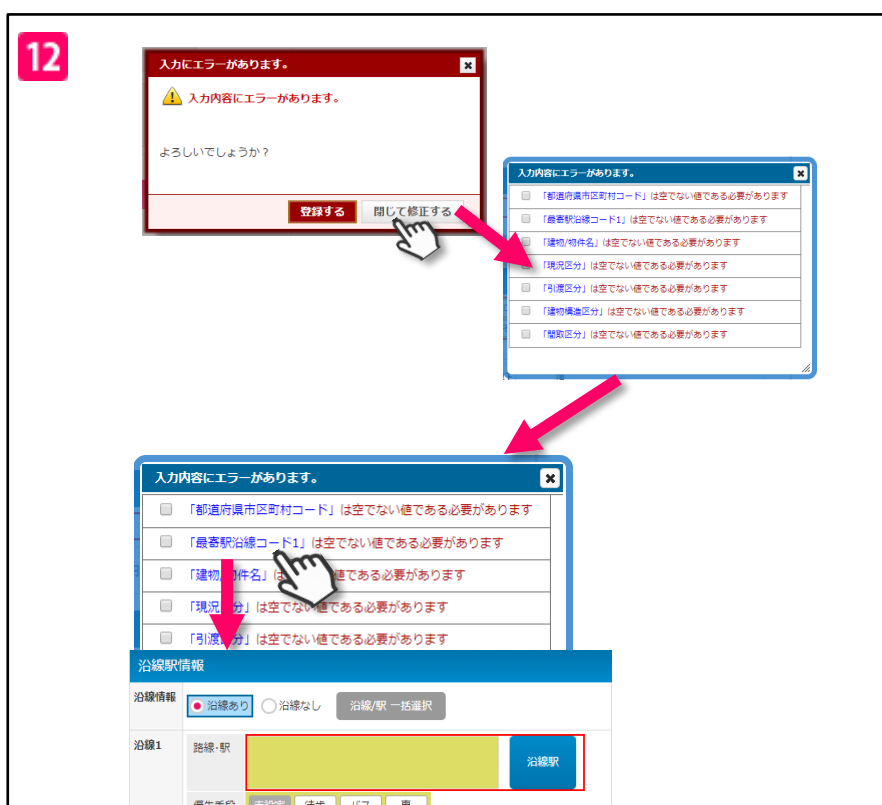 12
入力にエラーがあります。
入力内容にエラーがあります。
よろしいでしょうか？
登録する 閉じて修正する
入力内容にエラーがあります。
「都道府県市区町村コード」は空でない値である必要があります
「最寄駅沿線コード1」は空でない値である必要があります
「建物/物件名」は空でない値である必要があります
「現況区分」は空でない値である必要があります
「引渡区分」は空でない値である必要があります
「建物構造区分」は空でない値である必要があります
「間取区分」は空でない値である必要があります
入力内容にエラーがあります。
「都道府県市区町村コード」は空でない値である必要があります
「最寄駅沿線コード1」は空でない値である必要があります
「建物/物件名」は 値である必要があります
「現況区分」は空でない値である必要があります
「引渡区分」は空でない値である必要があります
沿線駅情報
沿線情報 沿線あり 沿線なし 沿線/駅 一括選択
沿線1 路線・駅 沿線駅